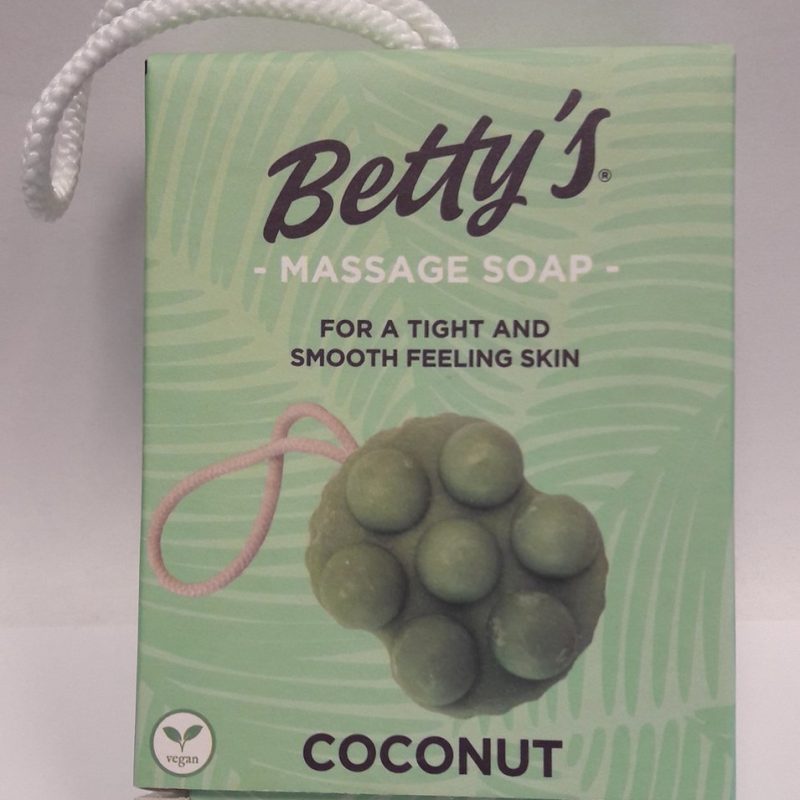 Betty's®
- MASSAGE SOAP -
FOR A TIGHT AND
SMOOTH FEELING SKIN
COCONUT
vegan